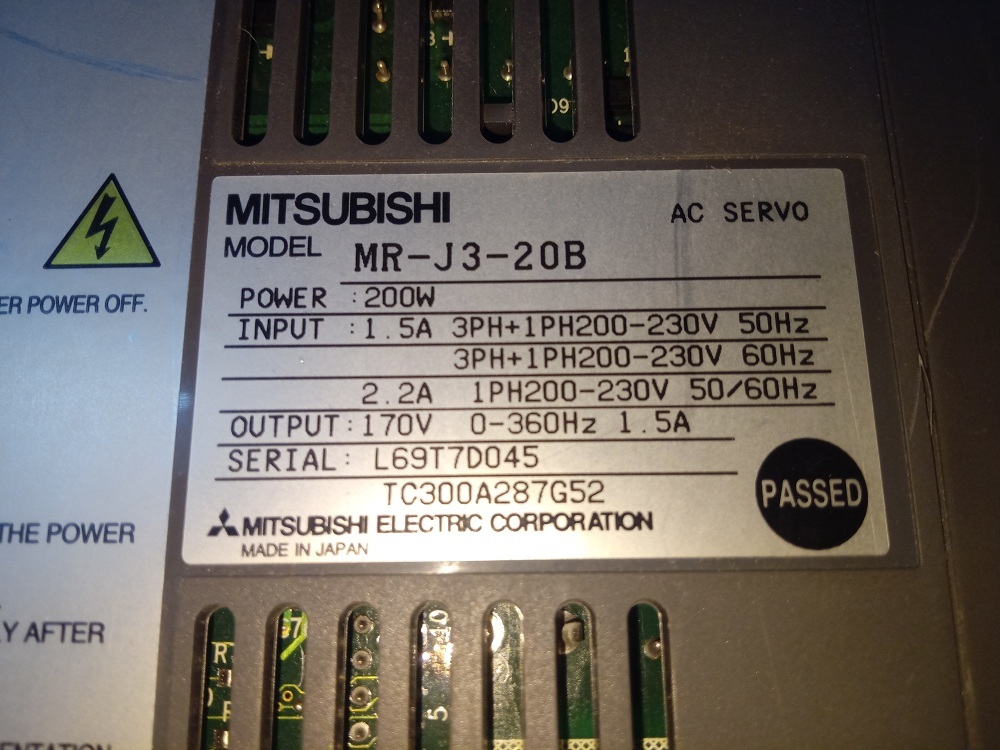 MITSUBISHI
AC SERVO
MODEL MR-J3-20B
POWER :200W
INPUT :1.5A 3PH+1PH200-230V 50Hz
3PH+1PH200-230V 60Hz
2.2A 1PH200-230V 50/60Hz
OUTPUT:170V 0-360Hz 1.5A
SERIAL: L69T7D045
TC300A287G52
MITSUBISHI ELECTRIC CORPORATION
MADE IN JAPAN
PASSED
POWER OFF.
THE POWER
AFTER